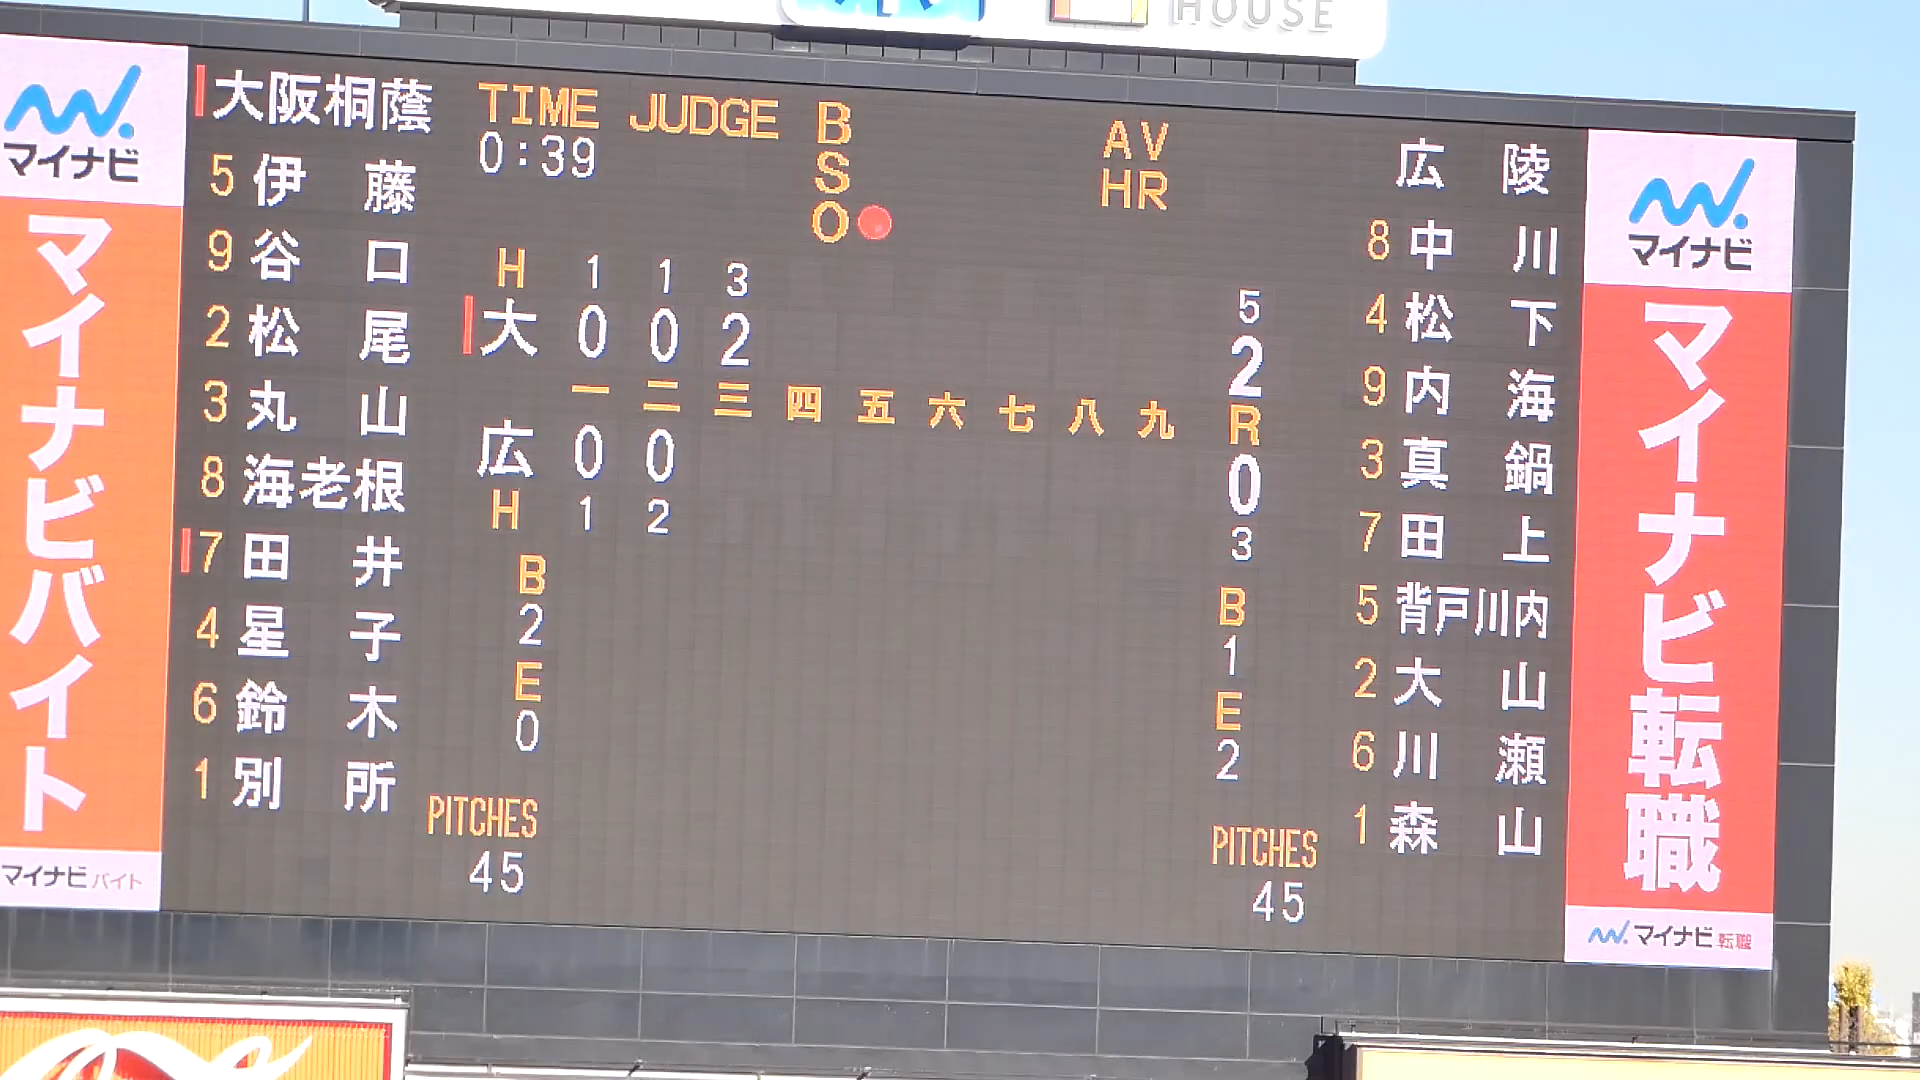 HOUSE
マイナビ
マイナビバイト
マイナビ バイト
大阪桐蔭
5 伊藤
9 谷口
2 松尾
3 丸山
8 海老根
7 田井
4 星子
6 鈴木
1 別所
TIME JUDGE
0:39
B
S
O
AV
HR
H 1 1 3 5
大 0 0 2 2
一 二 三 四 五 六 七 八 九 R
広 0 0 0
H 1 2 3
B
2
E
0
PITCHES
45
B
1
E
2
PITCHES
45
広陵
8 中川
4 松下
9 内海
3 真鍋
7 田上
5 背戸川内
2 大山
6 川瀬
1 森山
マイナビ
マイナビ転職
マイナビ 転職